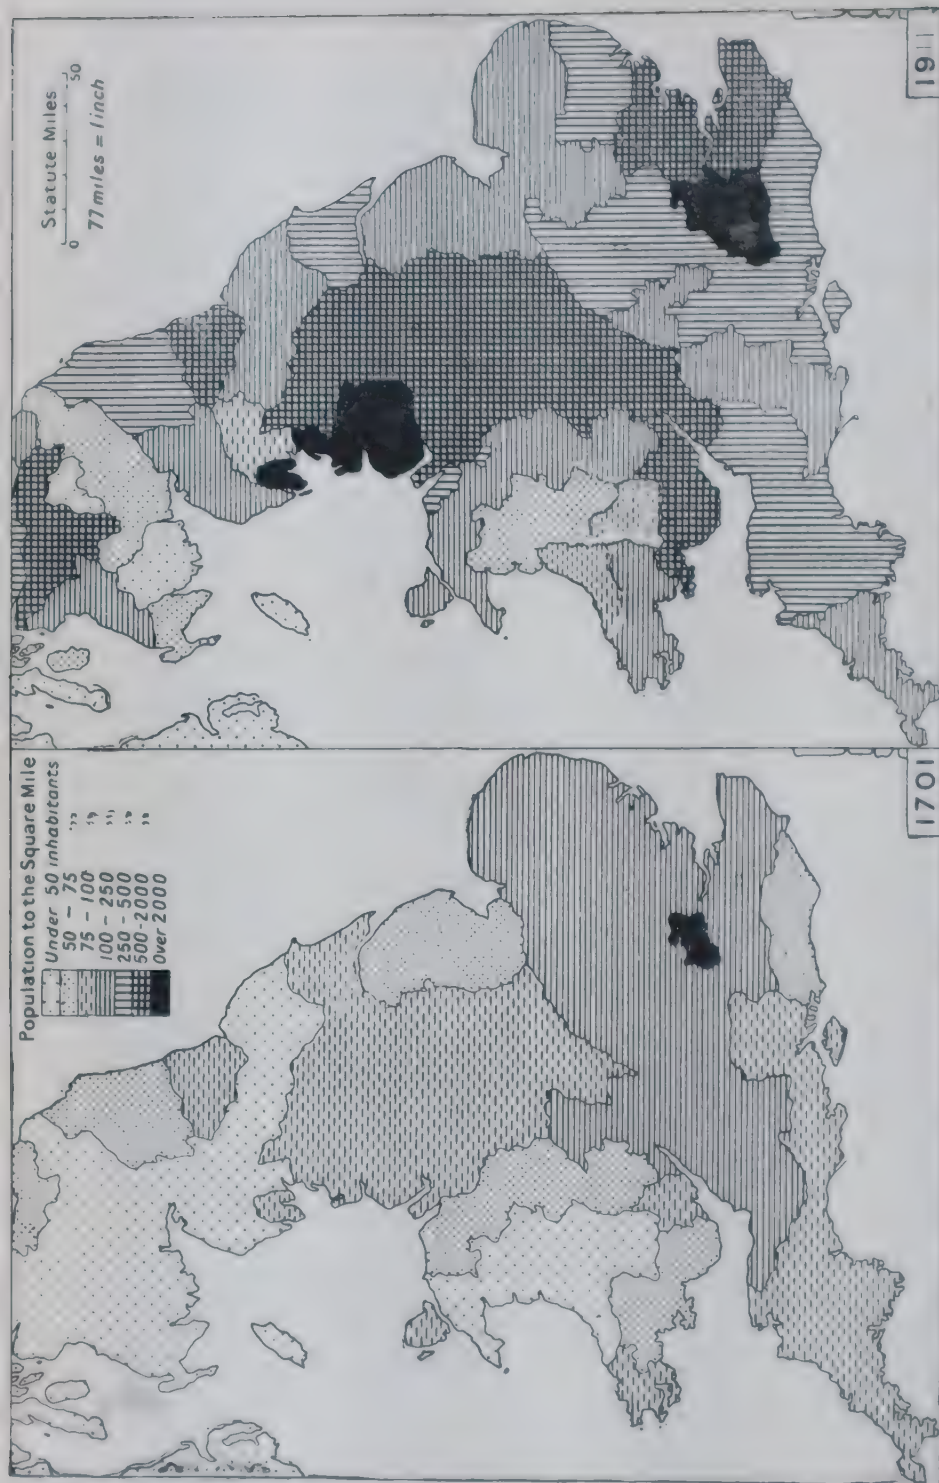 Population to the Square Mile
Under 50 inhabitants
50 - 75 "
75 - 100 "
100 - 250 "
250 - 500 "
500 - 2000 "
Over 2000
1701
Statute Miles
0 50
77 miles = 1 inch
1911